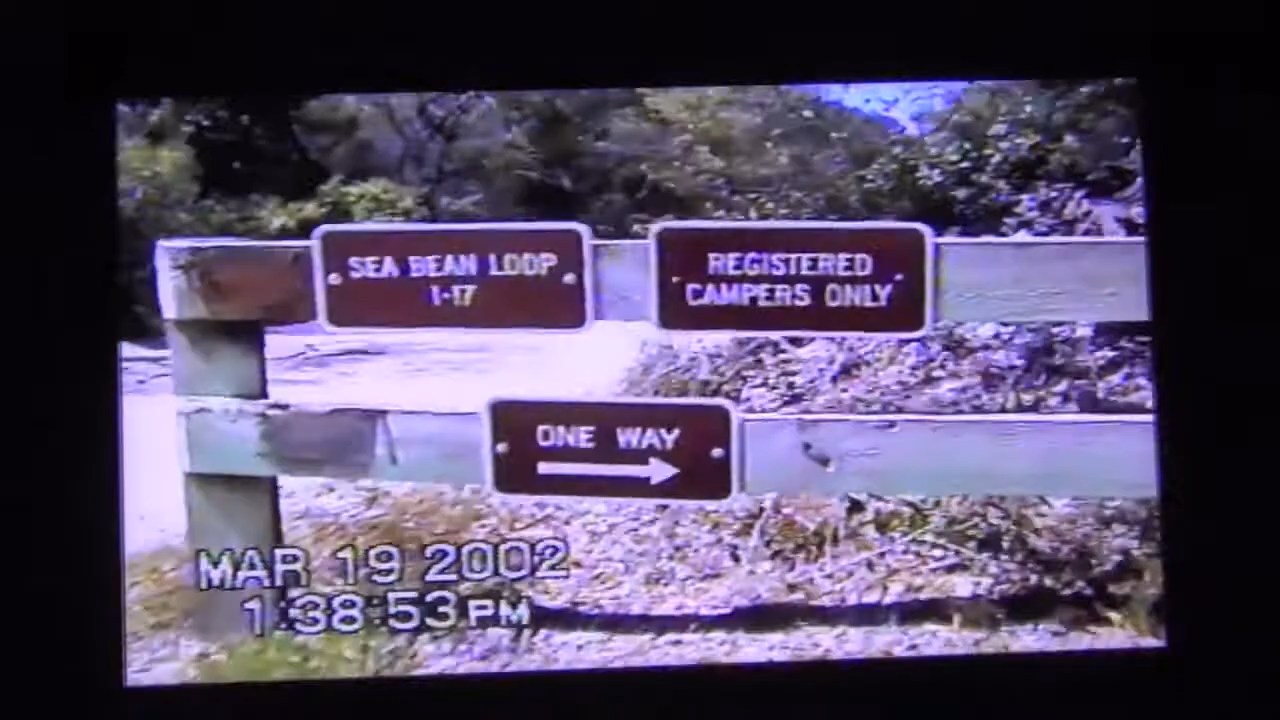 SEA BEAN LOOP
1-17
REGISTERED
CAMPERS ONLY
ONE WAY
MAR 19 2002
1:38:53 PM